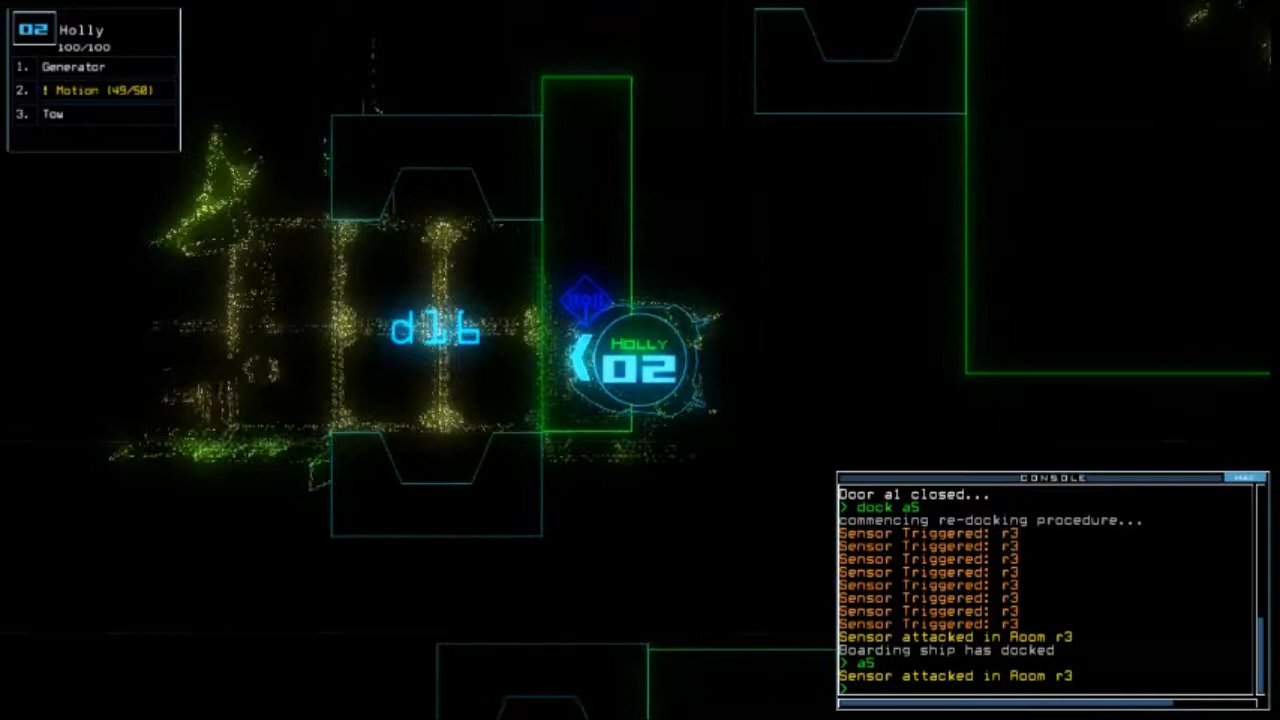 02 Holly
100/100
1. Generator
2. ! Motion (49/50)
3. Tow
d1b
HOLLY
02
CONSOLE
Door a1 closed...
> dock a5
commencing re-docking procedure...
Sensor Triggered: r3
Sensor Triggered: r3
Sensor Triggered: r3
Sensor Triggered: r3
Sensor Triggered: r3
Sensor Triggered: r3
Sensor Triggered: r3
Sensor Triggered: r3
Sensor attacked in Room r3
Boarding ship has docked
> a5
Sensor attacked in Room r3
>